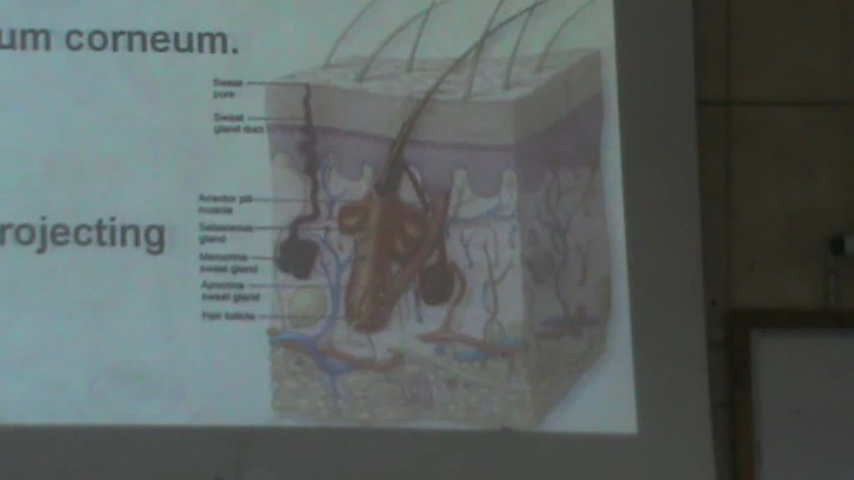 um corneum.
Sweat
pore
Sweat
gland duct
rojecting
Arrector pili
muscle
Sebaceous
gland
Merocrine
sweat gland
Apocrine
sweat gland
Hair follicle